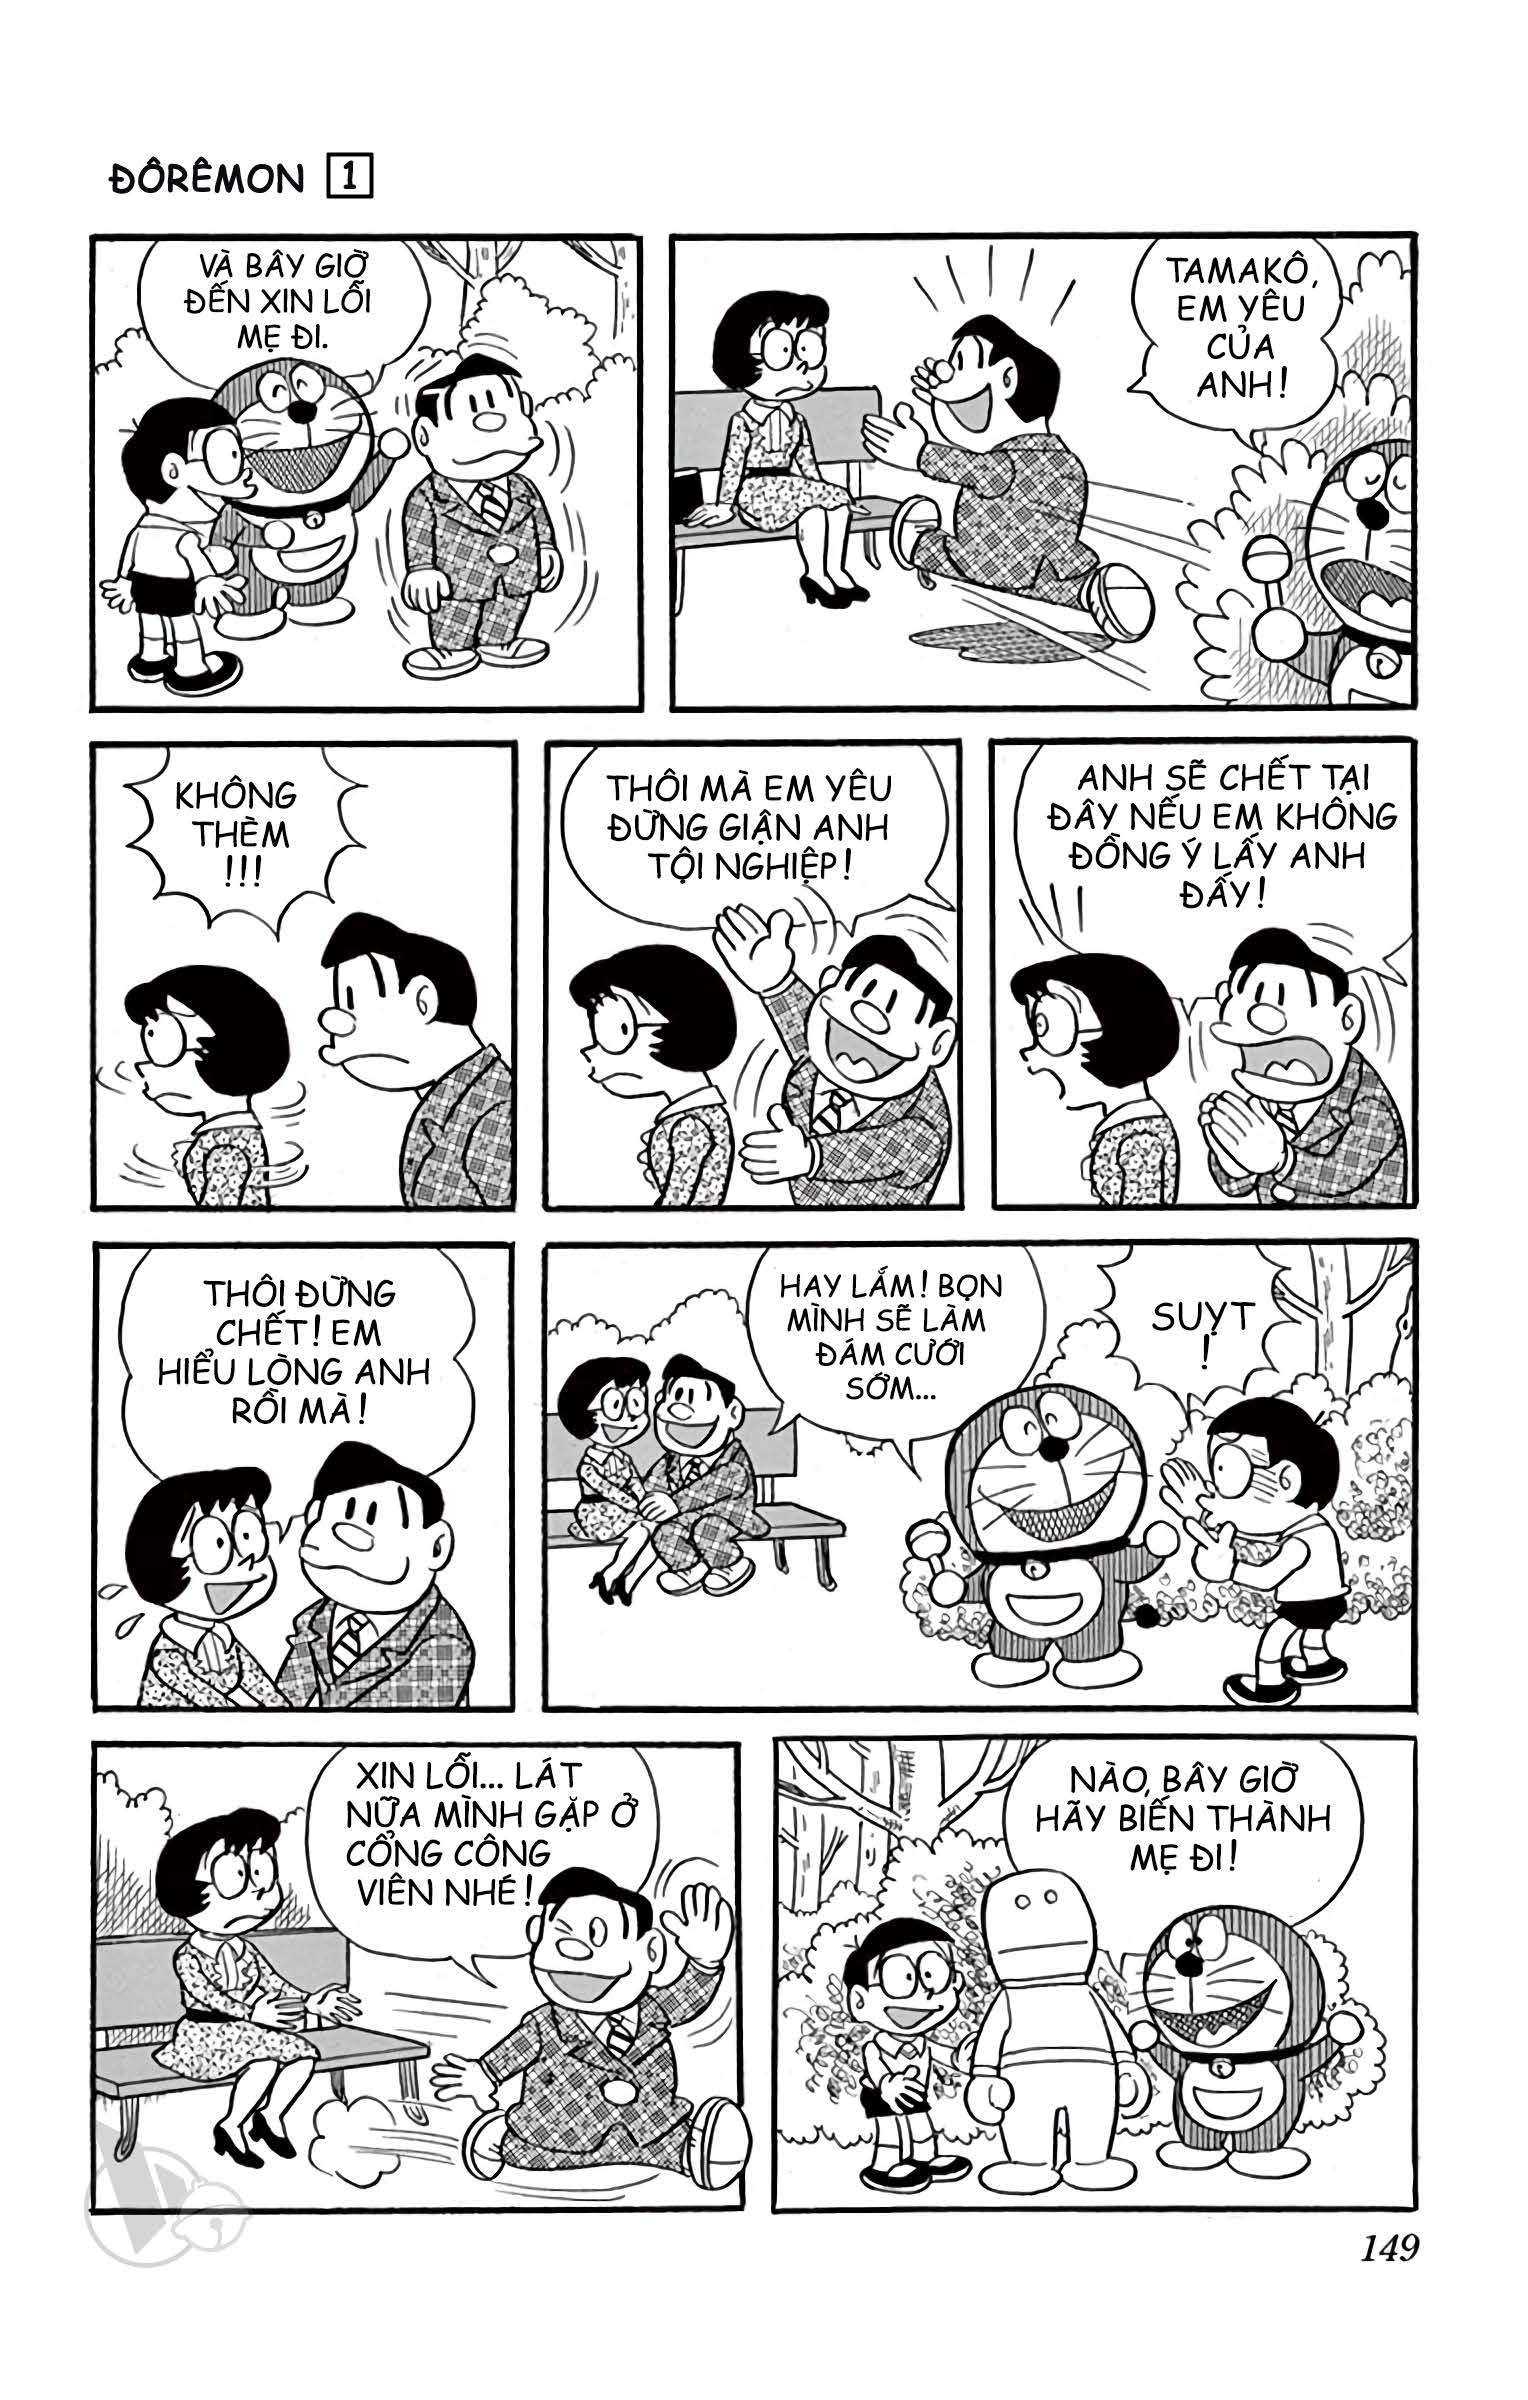 ĐÔRÊMON 1
VÀ BÂY GIỜ
ĐẾN XIN LỖI
MẸ ĐI.
TAMAKÔ,
EM YÊU
CỦA
ANH!
KHÔNG
THÈM
!!!
THÔI MÀ EM YÊU
ĐỪNG GIẬN ANH
TỘI NGHIỆP!
ANH SẼ CHẾT TẠI
ĐÂY NẾU EM KHÔNG
ĐỒNG Ý LẤY ANH
ĐẤY!
THÔI ĐỪNG
CHẾT! EM
HIỂU LÒNG ANH
RỒI MÀ!
HAY LẮM! BỌN
MÌNH SẼ LÀM
ĐÁM CƯỚI
SỚM...
SUỴT
!
XIN LỖI... LÁT
NỮA MÌNH GẶP Ở
CỔNG CÔNG
VIÊN NHÉ!
NÀO, BÂY GIỜ
HÃY BIẾN THÀNH
MẸ ĐI!
149